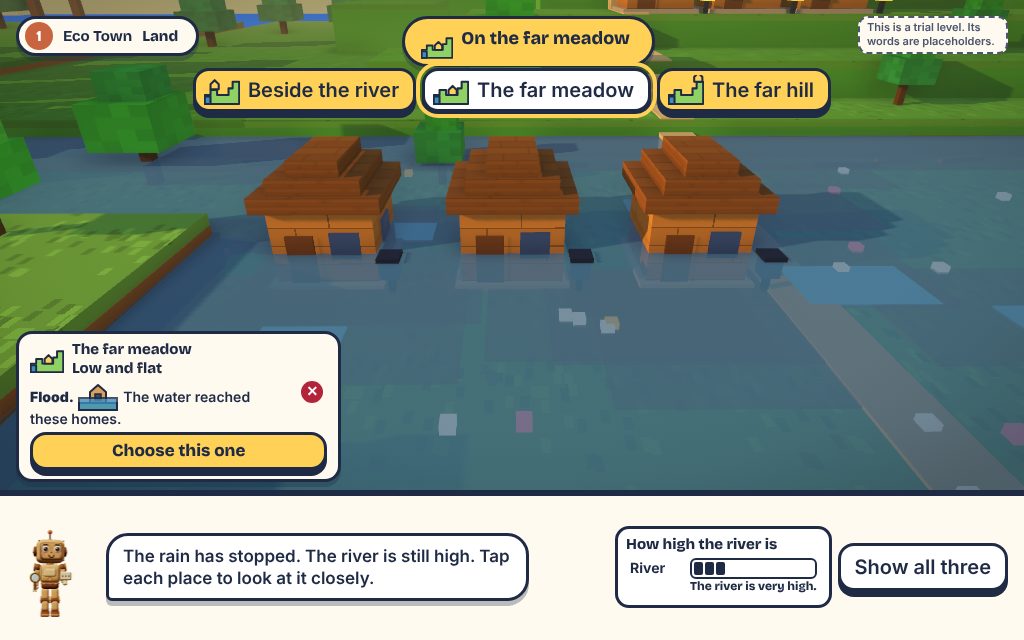 1 Eco Town Land
This is a trial level. Its
words are placeholders.
On the far meadow
Beside the river
The far meadow
The far hill
The far meadow
Low and flat
Flood. The water reached
these homes.
Choose this one
The rain has stopped. The river is still high. Tap
each place to look at it closely.
How high the river is
River
The river is very high.
Show all three